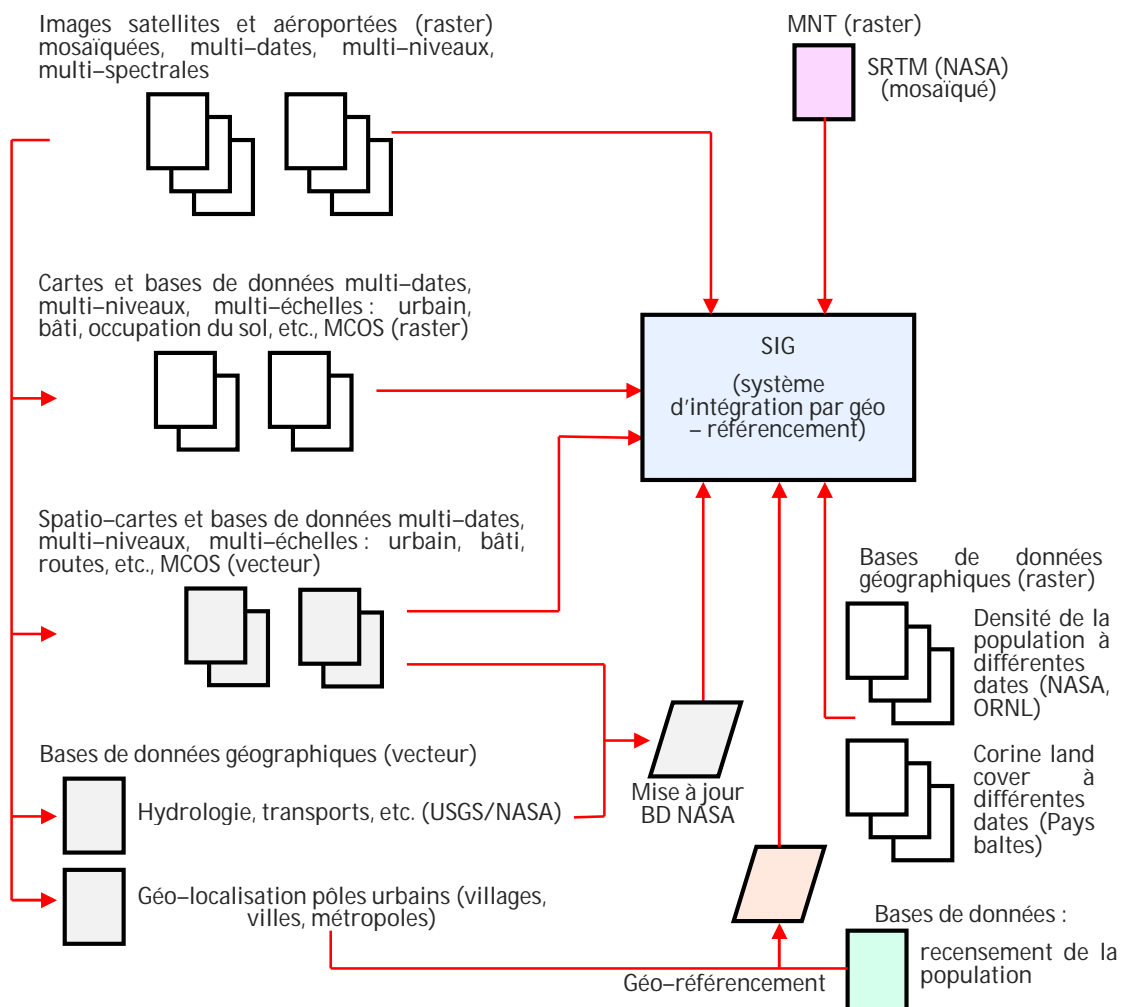 Images satellites et aéroportées (raster)
mosaïquées, multi–dates, multi–niveaux,
multi–spectrales
MNT (raster)
SRTM (NASA)
(mosaïqué)
Cartes et bases de données multi–dates,
multi–niveaux, multi–échelles : urbain,
bâti, occupation du sol, etc., MCOS (raster)
SIG
(système
d'intégration par géo
– référencement)
Spatio–cartes et bases de données multi–dates,
multi–niveaux, multi–échelles : urbain, bâti,
routes, etc., MCOS (vecteur)
Bases de données
géographiques (raster)
Densité de la
population à
différentes
dates (NASA,
ORNL)
Corine land
cover à
différentes
dates (Pays
baltes)
Bases de données géographiques (vecteur)
Hydrologie, transports, etc. (USGS/NASA)
Mise à jour
BD NASA
Géo–localisation pôles urbains (villages,
villes, métropoles)
Géo–référencement
Bases de données :
recensement de la
population